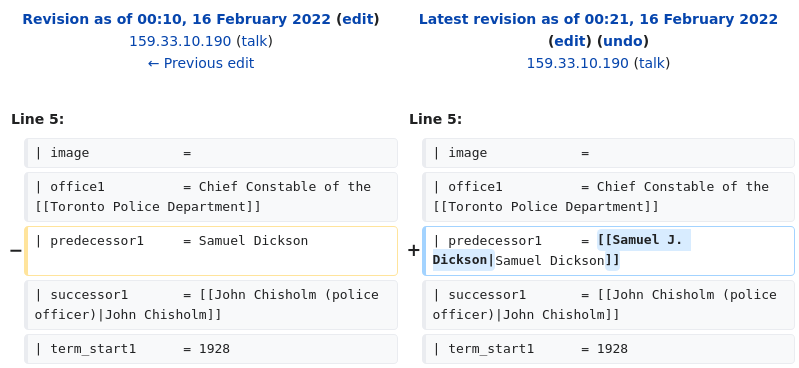 Revision as of 00:10, 16 February 2022 (edit)
159.33.10.190 (talk)
← Previous edit
Latest revision as of 00:21, 16 February 2022
(edit) (undo)
159.33.10.190 (talk)
Line 5:
Line 5:
| image            =
| image            =
| office1          = Chief Constable of the
[[Toronto Police Department]]
| office1          = Chief Constable of the
[[Toronto Police Department]]
−
| predecessor1     = Samuel Dickson
+
| predecessor1     = [[Samuel J.
Dickson|Samuel Dickson]]
| successor1       = [[John Chisholm (police
officer)|John Chisholm]]
| successor1       = [[John Chisholm (police
officer)|John Chisholm]]
| term_start1      = 1928
| term_start1      = 1928